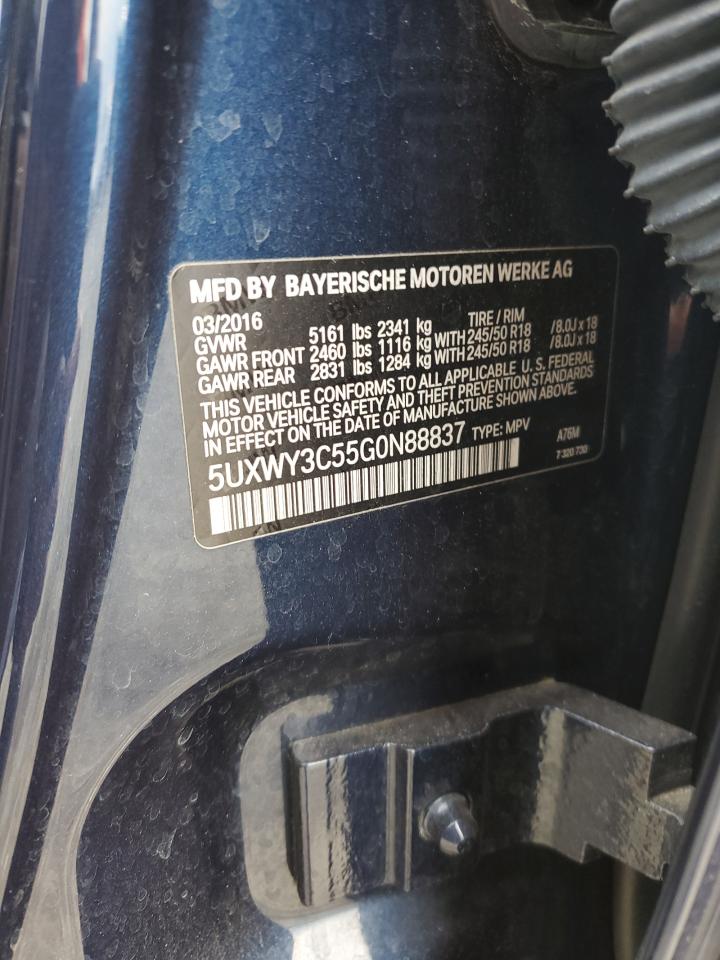 MFD BY BAYERISCHE MOTOREN WERKE AG
03/2016 TIRE / RIM
GVWR 5161 lbs 2341 kg
GAWR FRONT 2460 lbs 1116 kg WITH 245/50 R18 /8.0J x 18
GAWR REAR 2831 lbs 1284 kg WITH 245/50 R18 /8.0J x 18
THIS VEHICLE CONFORMS TO ALL APPLICABLE U. S. FEDERAL
MOTOR VEHICLE SAFETY AND THEFT PREVENTION STANDARDS
IN EFFECT ON THE DATE OF MANUFACTURE SHOWN ABOVE.
5UXWY3C55G0N88837 TYPE: MPV A76M
7 320 730